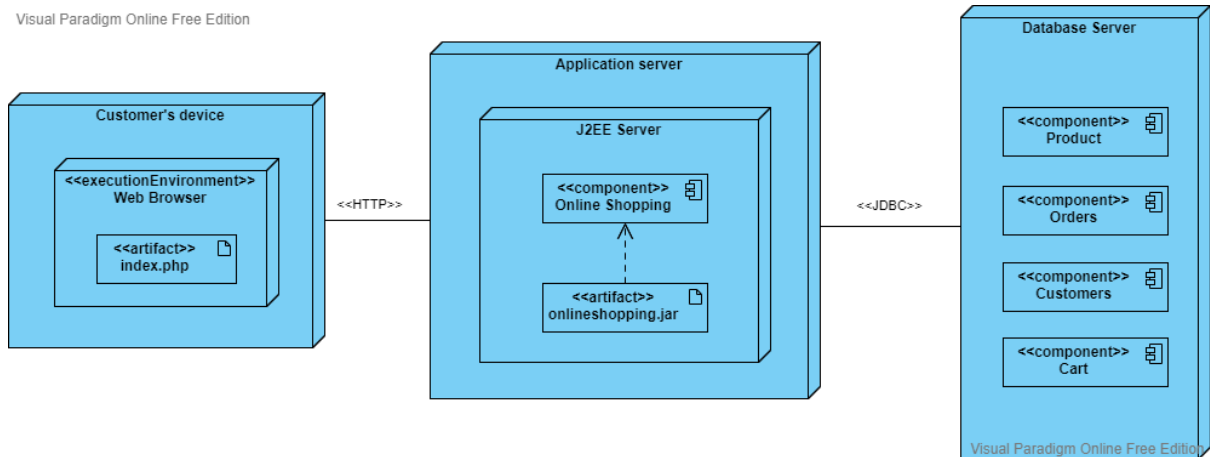 Visual Paradigm Online Free Edition
Customer's device
<<executionEnvironment>>
Web Browser
<<artifact>>
index.php
<<HTTP>>
Application server
J2EE Server
<<component>>
Online Shopping
<<artifact>>
onlineshopping.jar
<<JDBC>>
Database Server
<<component>>
Product
<<component>>
Orders
<<component>>
Customers
<<component>>
Cart
Visual Paradigm Online Free Edition